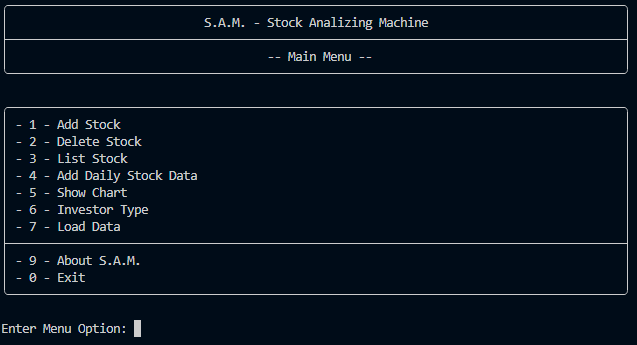 S.A.M. - Stock Analizing Machine
-- Main Menu --
- 1 - Add Stock
- 2 - Delete Stock
- 3 - List Stock
- 4 - Add Daily Stock Data
- 5 - Show Chart
- 6 - Investor Type
- 7 - Load Data
- 9 - About S.A.M.
- 0 - Exit
Enter Menu Option: